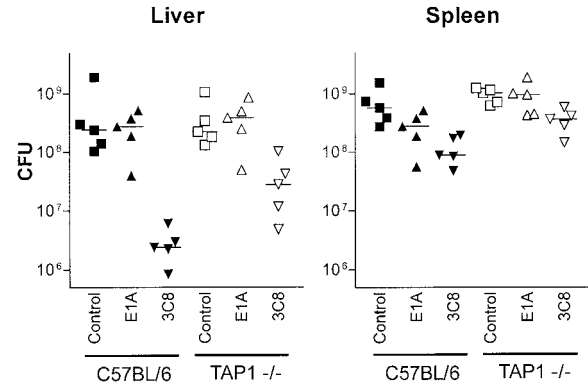 Liver Spleen
CFU
10⁹ 10⁹
10⁸ 10⁸
10⁷ 10⁷
10⁶ 10⁶
Control E1A 3C8 Control E1A 3C8 Control E1A 3C8 Control E1A 3C8
C57BL/6 TAP1 -/- C57BL/6 TAP1 -/-